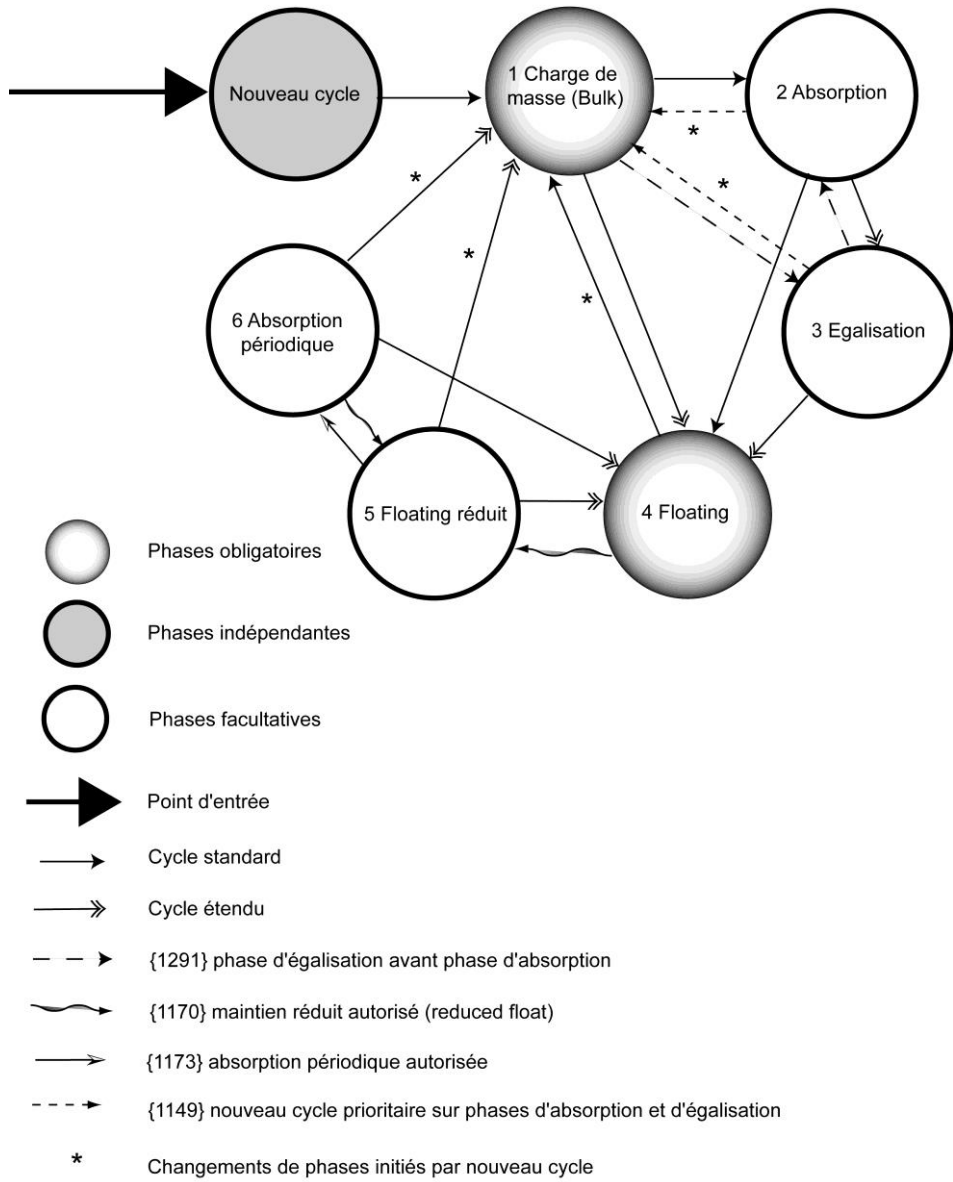 Nouveau cycle
1 Charge de
masse (Bulk)
2 Absorption
*
*
*
*
*
6 Absorption
périodique
3 Egalisation
5 Floating réduit
4 Floating
Phases obligatoires
Phases indépendantes
Phases facultatives
Point d'entrée
Cycle standard
Cycle étendu
{1291} phase d'égalisation avant phase d'absorption
{1170} maintien réduit autorisé (reduced float)
{1173} absorption périodique autorisée
{1149} nouveau cycle prioritaire sur phases d'absorption et d'égalisation
* Changements de phases initiés par nouveau cycle